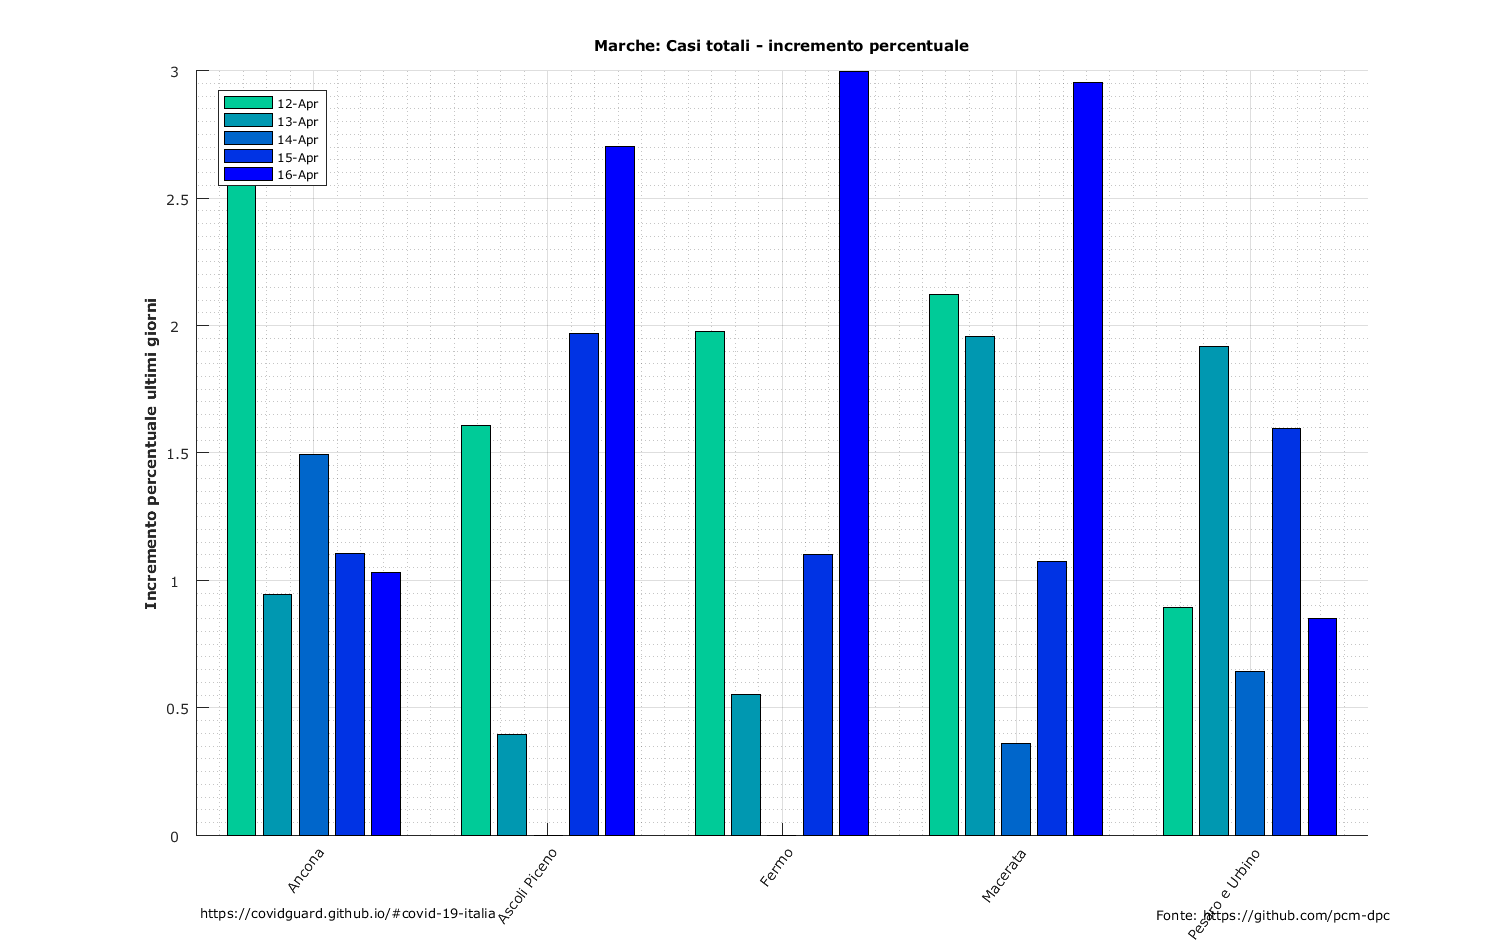 Marche: Casi totali - incremento percentuale
3
2.5
2
1.5
1
0.5
0
Incremento percentuale ultimi giorni
12-Apr
13-Apr
14-Apr
15-Apr
16-Apr
Ancona
Ascoli Piceno
Fermo
Macerata
Pesaro e Urbino
https://covidguard.github.io/#covid-19-italia
Fonte: https://github.com/pcm-dpc